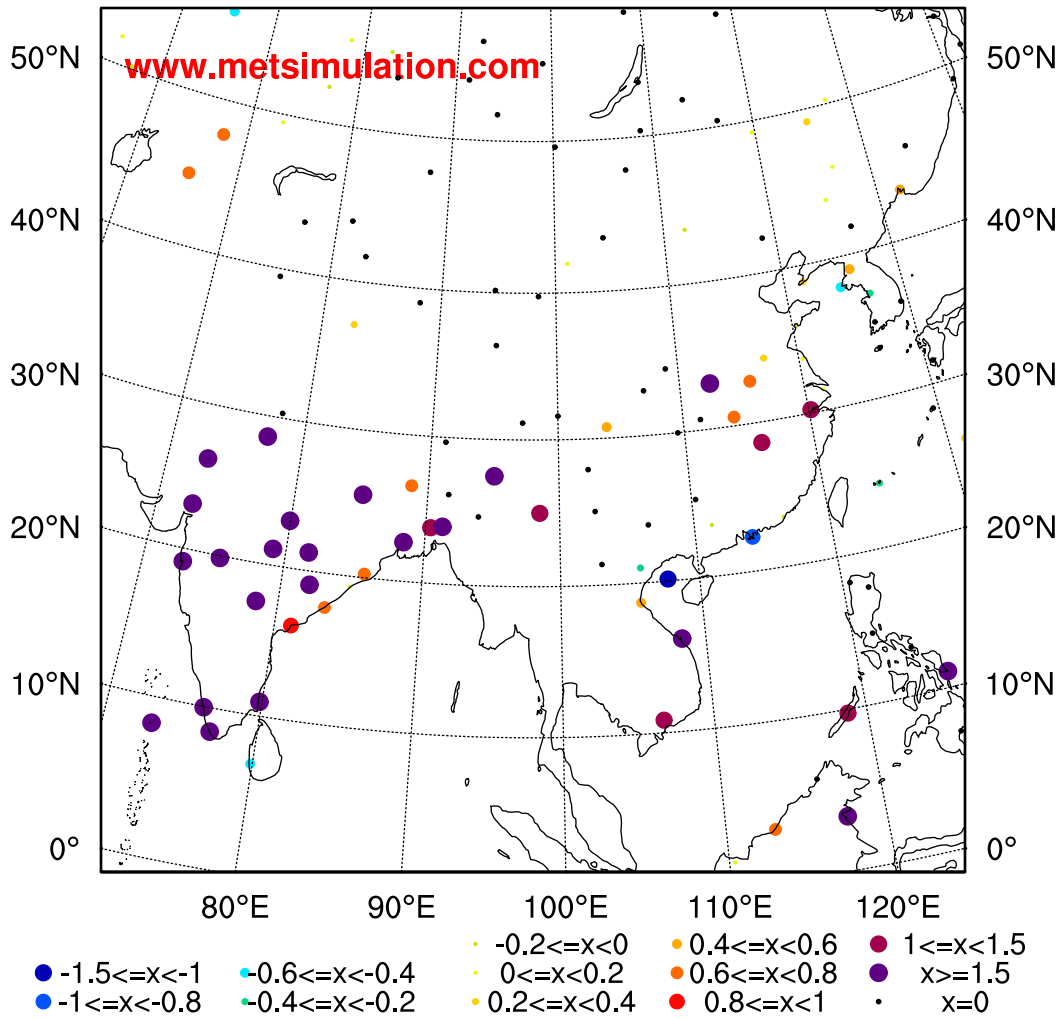 www.metsimulation.com
50°N 50°N
40°N 40°N
30°N 30°N
20°N 20°N
10°N 10°N
0° 0°
80°E 90°E 100°E 110°E 120°E
-0.2<=x<0 0.4<=x<0.6 1<=x<1.5
-1.5<=x<-1 -0.6<=x<-0.4 0<=x<0.2 0.6<=x<0.8 x>=1.5
-1<=x<-0.8 -0.4<=x<-0.2 0.2<=x<0.4 0.8<=x<1 x=0